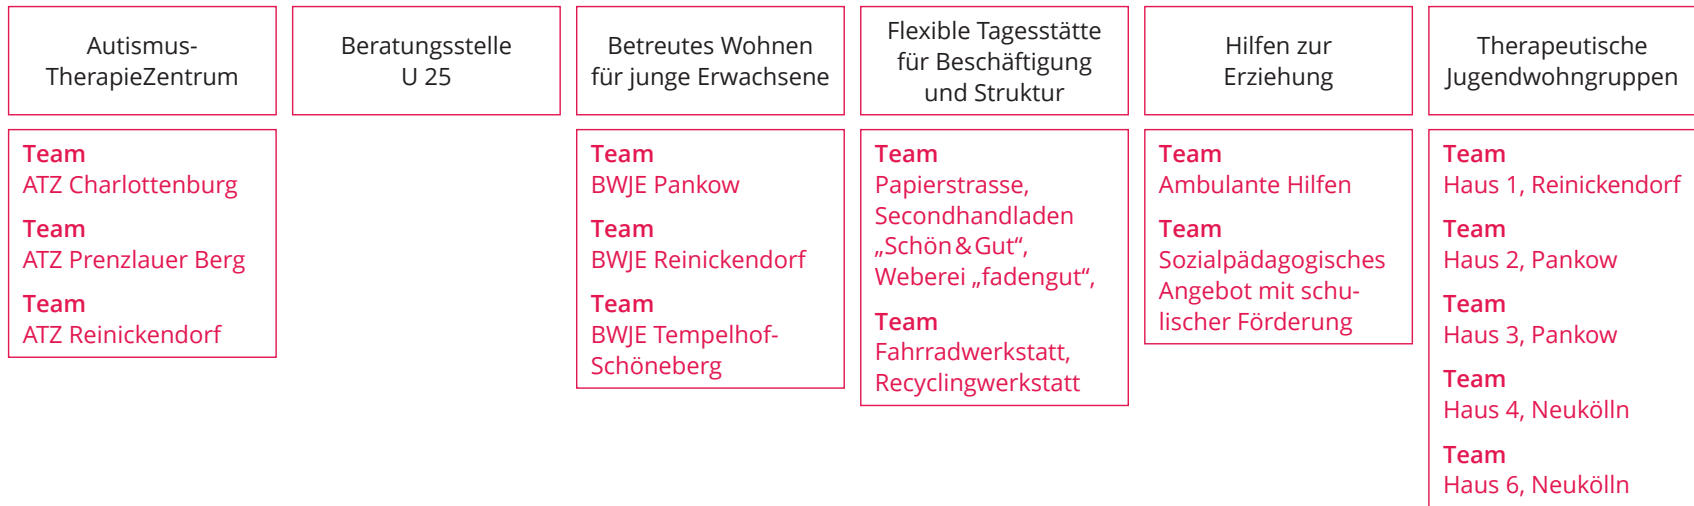 Autismus-
TherapieZentrum
Team
ATZ Charlottenburg
Team
ATZ Prenzlauer Berg
Team
ATZ Reinickendorf
Beratungsstelle
U 25
Betreutes Wohnen
für junge Erwachsene
Team
BWJE Pankow
Team
BWJE Reinickendorf
Team
BWJE Tempelhof-
Schöneberg
Flexible Tagesstätte
für Beschäftigung
und Struktur
Team
Papierstrasse,
Secondhandladen
„Schön & Gut“,
Weberei „fadengut“,
Team
Fahrradwerkstatt,
Recyclingwerkstatt
Hilfen zur
Erziehung
Team
Ambulante Hilfen
Team
Sozialpädagogisches
Angebot mit schu-
lischer Förderung
Therapeutische
Jugendwohngruppen
Team
Haus 1, Reinickendorf
Team
Haus 2, Pankow
Team
Haus 3, Pankow
Team
Haus 4, Neukölln
Team
Haus 6, Neukölln